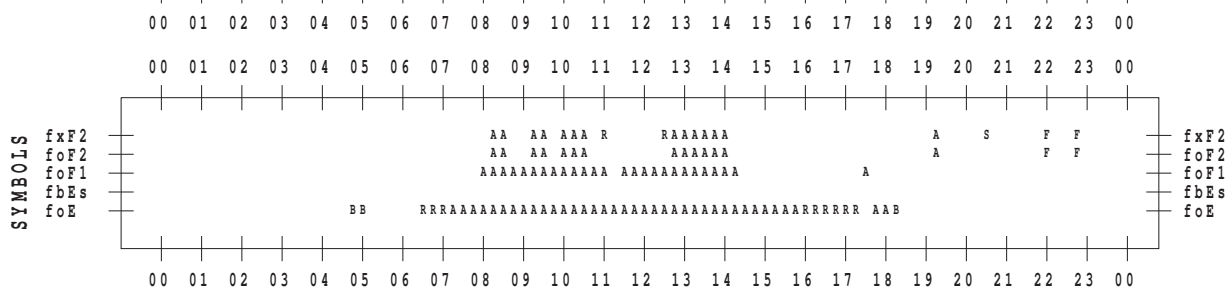 00 01 02 03 04 05 06 07 08 09 10 11 12 13 14 15 16 17 18 19 20 21 22 23 00
00 01 02 03 04 05 06 07 08 09 10 11 12 13 14 15 16 17 18 19 20 21 22 23 00
SYMBOLS
fxF2 AA AA AAA R RAAAAAA A S F F fxF2
foF2 AA AA AAA AAAAAA A F F foF2
foF1 AAAAAAAAAAAAA AAAAAAAAAAAA A foF1
fbEs fbEs
foE BB RRRAAAAAAAAAAAAAAAAAAAAAAAAAAAAAAAAAAARRRRRR AAB foE
00 01 02 03 04 05 06 07 08 09 10 11 12 13 14 15 16 17 18 19 20 21 22 23 00